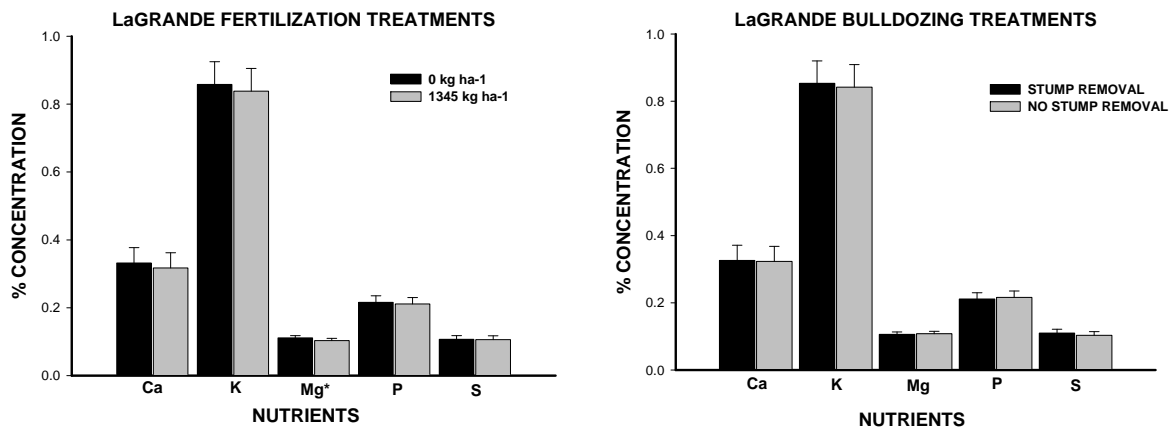 LaGRANDE FERTILIZATION TREATMENTS
1.0
0.8
0.6
0.4
0.2
0.0
% CONCENTRATION
0 kg ha-1
1345 kg ha-1
Ca K Mg* P S
NUTRIENTS
LaGRANDE BULLDOZING TREATMENTS
1.0
0.8
0.6
0.4
0.2
0.0
% CONCENTRATION
STUMP REMOVAL
NO STUMP REMOVAL
Ca K Mg P S
NUTRIENTS